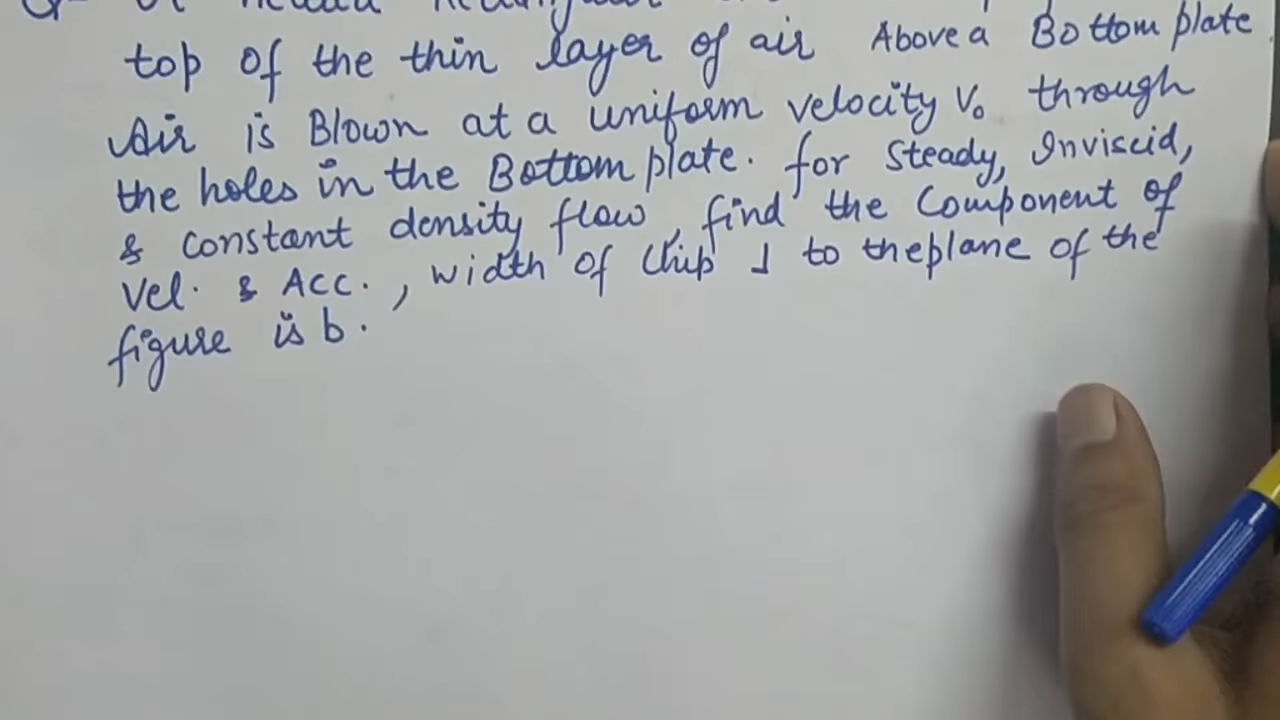 top of the thin layer of air Above a Bottom plate.
Air is Blown at a uniform velocity V₀ through
the holes in the Bottom plate. for steady, Inviscid,
& constant density flow, find the Component of
Vel. & Acc., width of Chip ⊥ to the plane of the
figure is b.